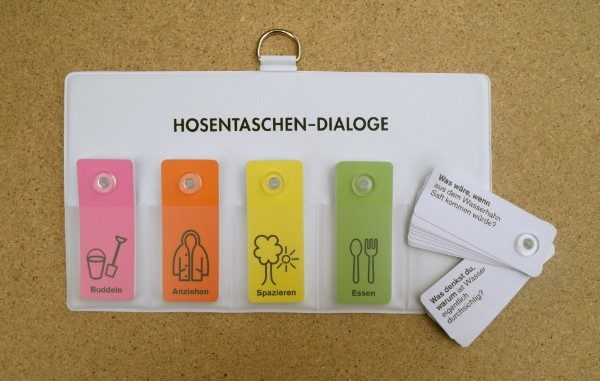 HOSENTASCHEN-DIALOGE
Buddeln
Anziehen
Spazieren
Essen
Was wäre, wenn
aus dem Wasserhahn
Saft kommen würde?
Was denkst du,
warum ist Wasser
eigentlich
durchsichtig?